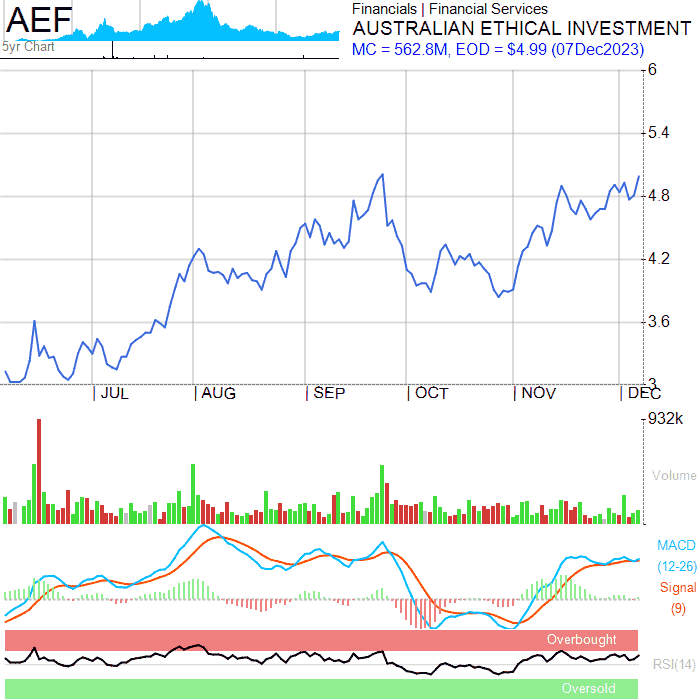 AEF
5yr Chart
Financials | Financial Services
AUSTRALIAN ETHICAL INVESTMENT
MC = 562.8M, EOD = $4.99 (07Dec2023)
6
5.4
4.8
4.2
3.6
3
JUL AUG SEP OCT NOV DEC
932k
Volume
MACD
(12-26)
Signal
(9)
Overbought
RSI(14)
Oversold